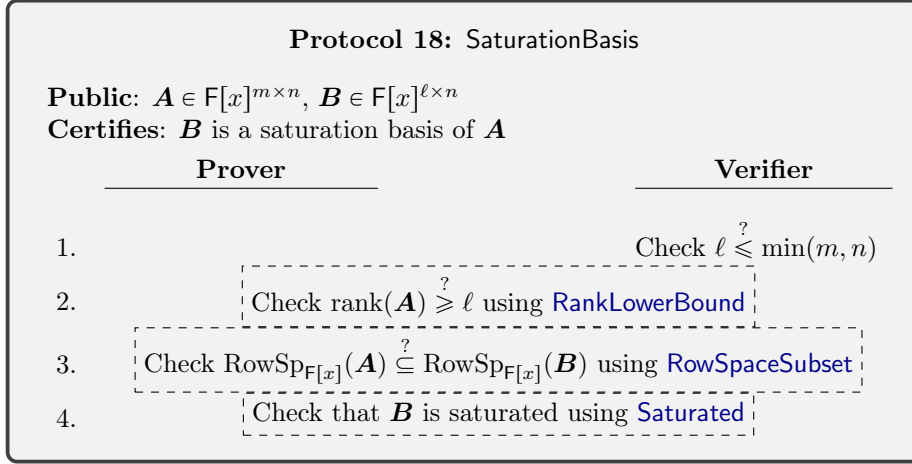 Protocol 18: SaturationBasis
Public: A ∈ F[x]^{m×n}, B ∈ F[x]^{ℓ×n}
Certifies: B is a saturation basis of A
Prover Verifier
1. Check ℓ ≤? min(m, n)
2. Check rank(A) ≥? ℓ using RankLowerBound
3. Check RowSp_{F[x]}(A) ⊆? RowSp_{F[x]}(B) using RowSpaceSubset
4. Check that B is saturated using Saturated